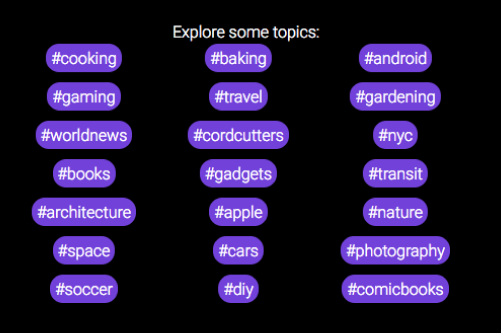 Explore some topics:
#cooking #baking #android
#gaming #travel #gardening
#worldnews #cordcutters #nyc
#books #gadgets #transit
#architecture #apple #nature
#space #cars #photography
#soccer #diy #comicbooks